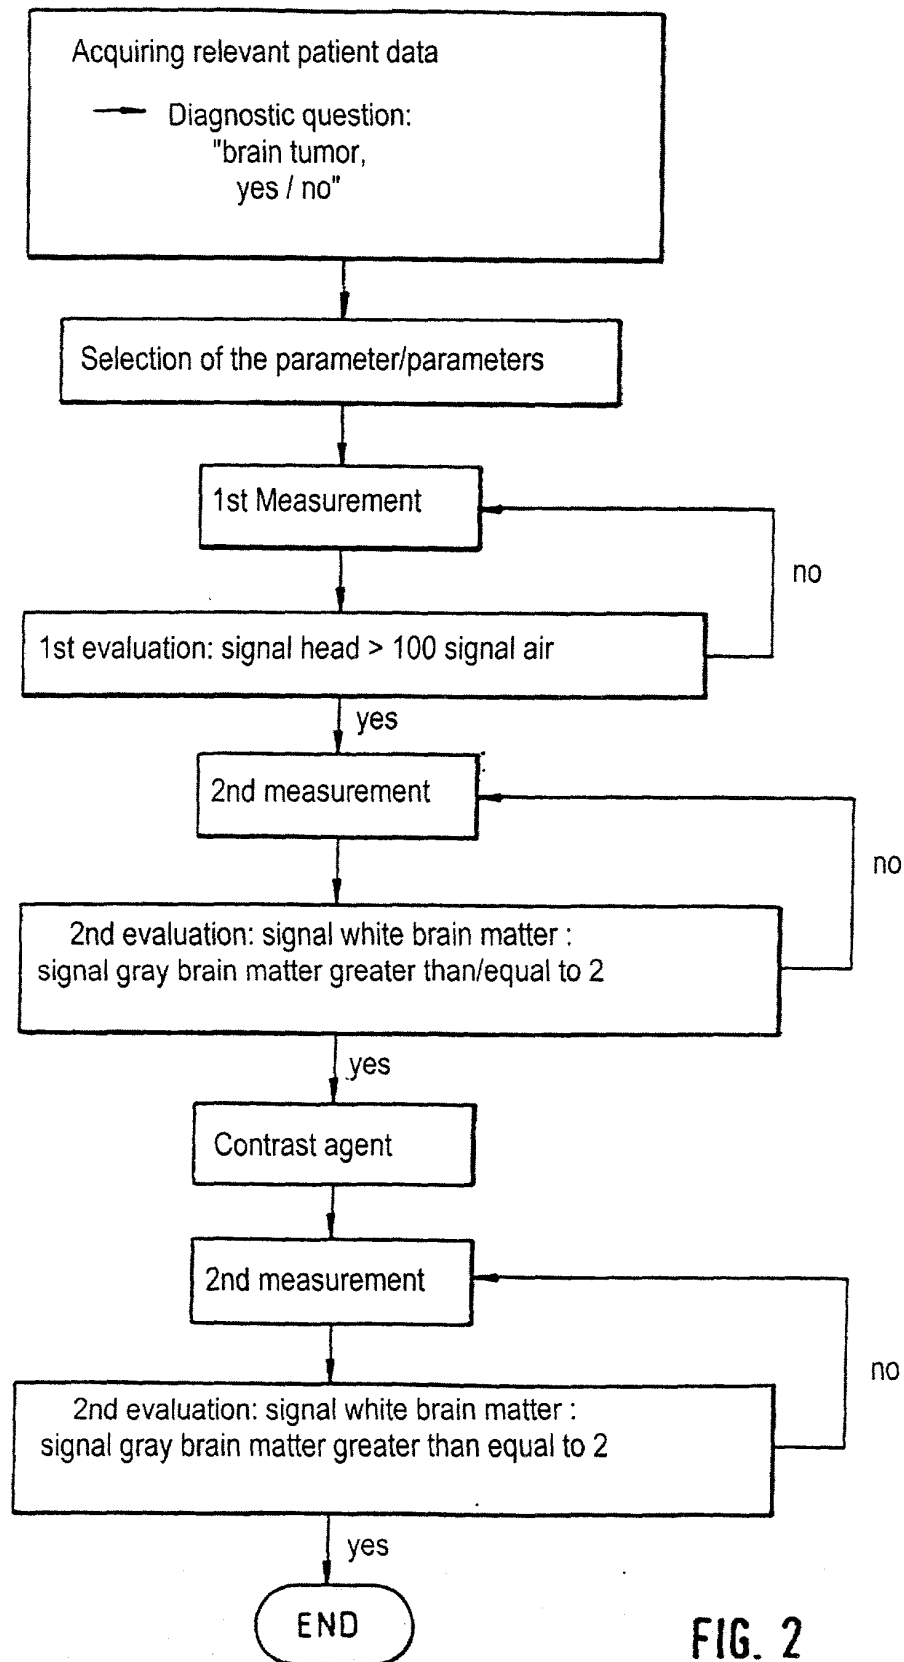 Acquiring relevant patient data
Diagnostic question:
"brain tumor,
yes / no"
Selection of the parameter/parameters
1st Measurement
no
1st evaluation: signal head > 100 signal air
yes
2nd measurement
no
2nd evaluation: signal white brain matter :
signal gray brain matter greater than/equal to 2
yes
Contrast agent
2nd measurement
no
2nd evaluation: signal white brain matter :
signal gray brain matter greater than equal to 2
yes
END
FIG. 2